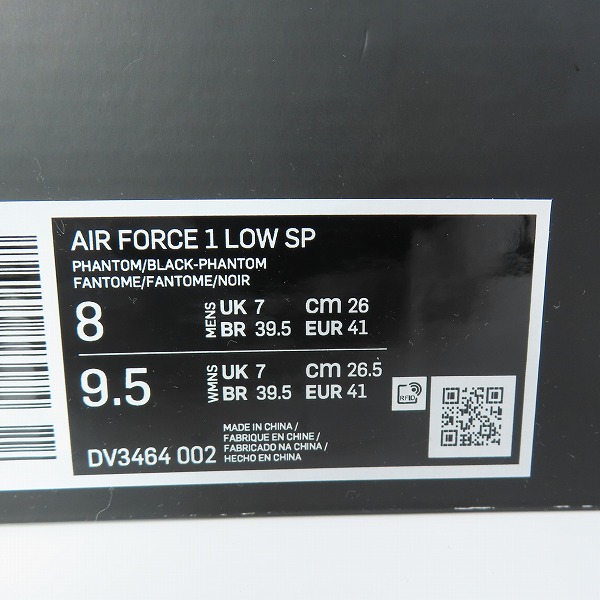 AIR FORCE 1 LOW SP
PHANTOM/BLACK-PHANTOM
FANTOME/FANTOME/NOIR
8 MENS UK 7 CM 26
BR 39.5 EUR 41
9.5 WMNS UK 7 CM 26.5
BR 39.5 EUR 41
RFID
DV3464 002
MADE IN CHINA/
FABRIQUE EN CHINE/
FABRICADO NA CHINA/
HECHO EN CHINA